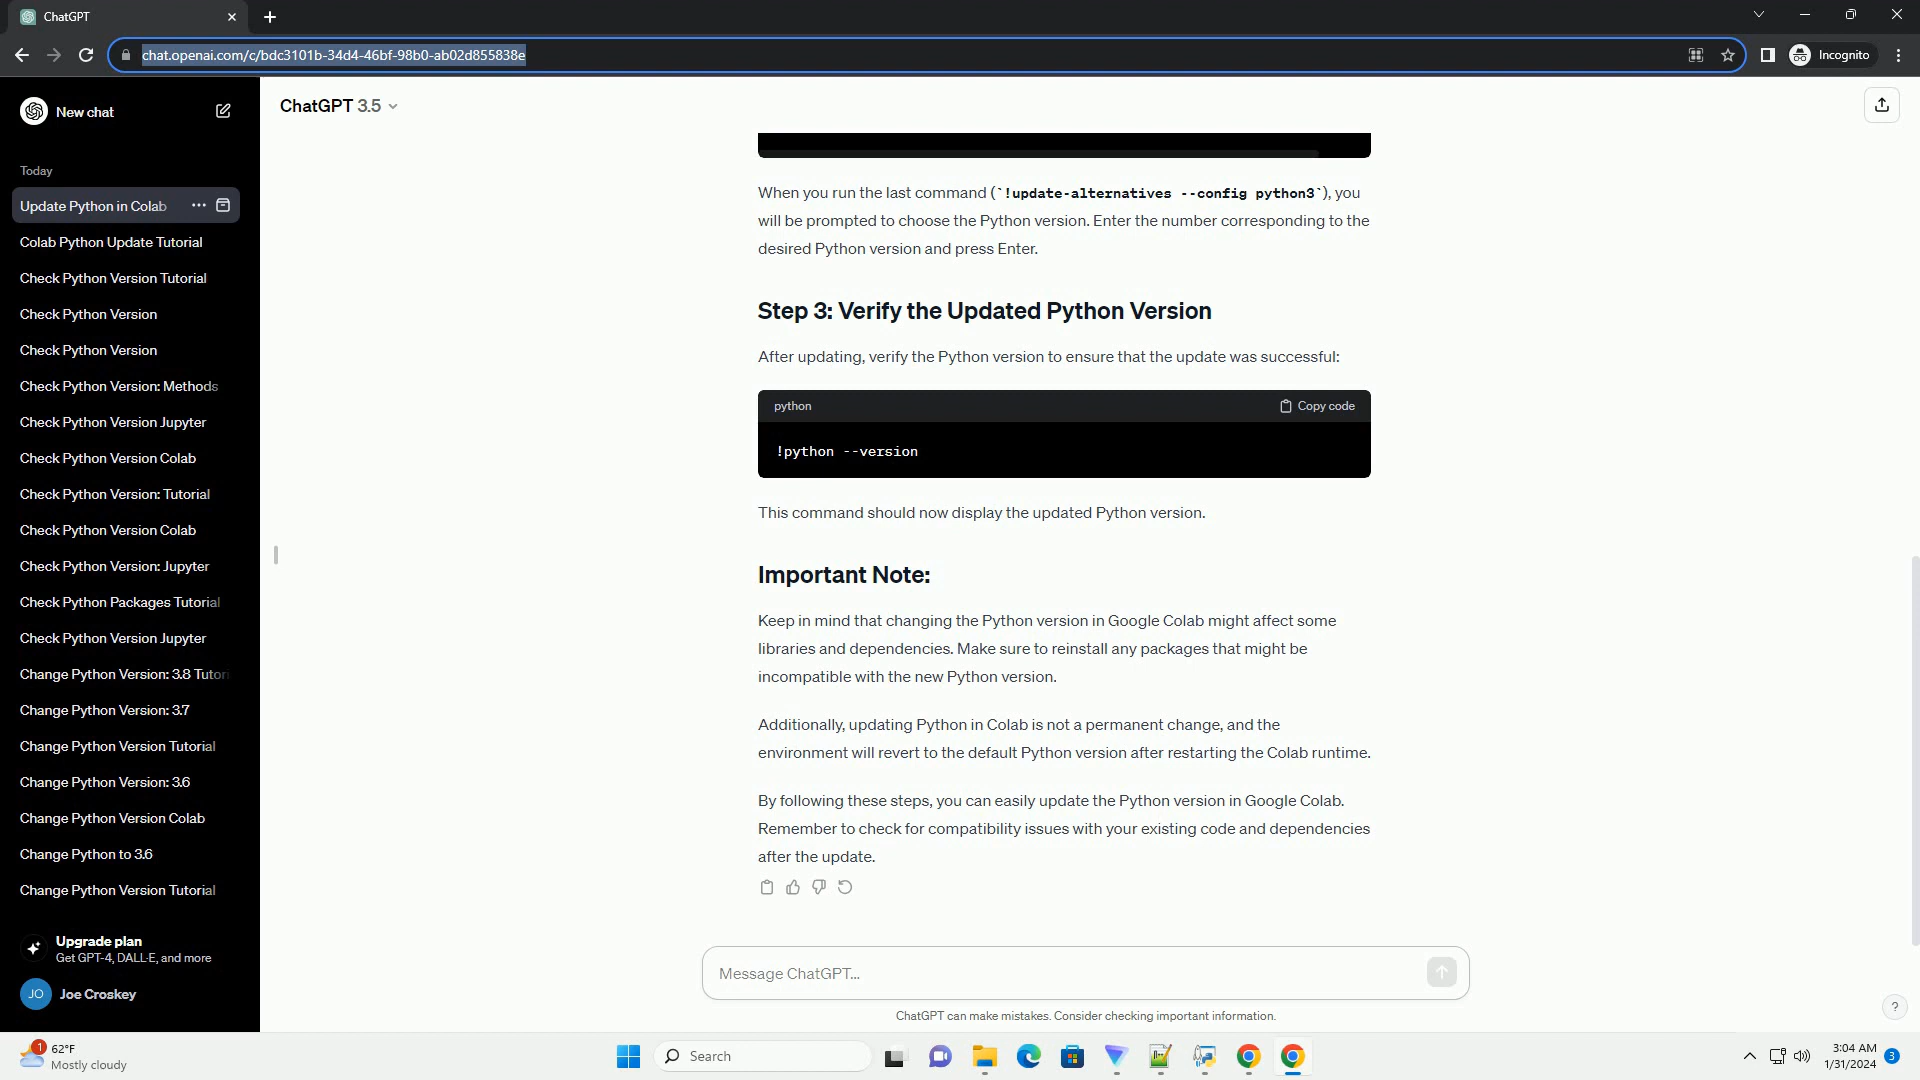 ChatGPT
chat.openai.com/c/bdc3101b-34d4-46bf-98b0-ab02d855838e
Incognito
New chat
Today
Update Python in Colab
Colab Python Update Tutorial
Check Python Version Tutorial
Check Python Version
Check Python Version
Check Python Version: Methods
Check Python Version Jupyter
Check Python Version Colab
Check Python Version: Tutorial
Check Python Version Colab
Check Python Version: Jupyter
Check Python Packages Tutorial
Check Python Version Jupyter
Change Python Version: 3.8 Tutori
Change Python Version: 3.7
Change Python Version Tutorial
Change Python Version: 3.6
Change Python Version Colab
Change Python to 3.6
Change Python Version Tutorial
Upgrade plan
Get GPT-4, DALL·E, and more
JO Joe Croskey
ChatGPT 3.5
When you run the last command (`!update-alternatives --config python3`), you
will be prompted to choose the Python version. Enter the number corresponding to the
desired Python version and press Enter.
Step 3: Verify the Updated Python Version
After updating, verify the Python version to ensure that the update was successful:
python Copy code
!python --version
This command should now display the updated Python version.
Important Note:
Keep in mind that changing the Python version in Google Colab might affect some
libraries and dependencies. Make sure to reinstall any packages that might be
incompatible with the new Python version.
Additionally, updating Python in Colab is not a permanent change, and the
environment will revert to the default Python version after restarting the Colab runtime.
By following these steps, you can easily update the Python version in Google Colab.
Remember to check for compatibility issues with your existing code and dependencies
after the update.
Message ChatGPT...
ChatGPT can make mistakes. Consider checking important information.
?
1
62°F
Mostly cloudy
Search
3:04 AM
1/31/2024
3